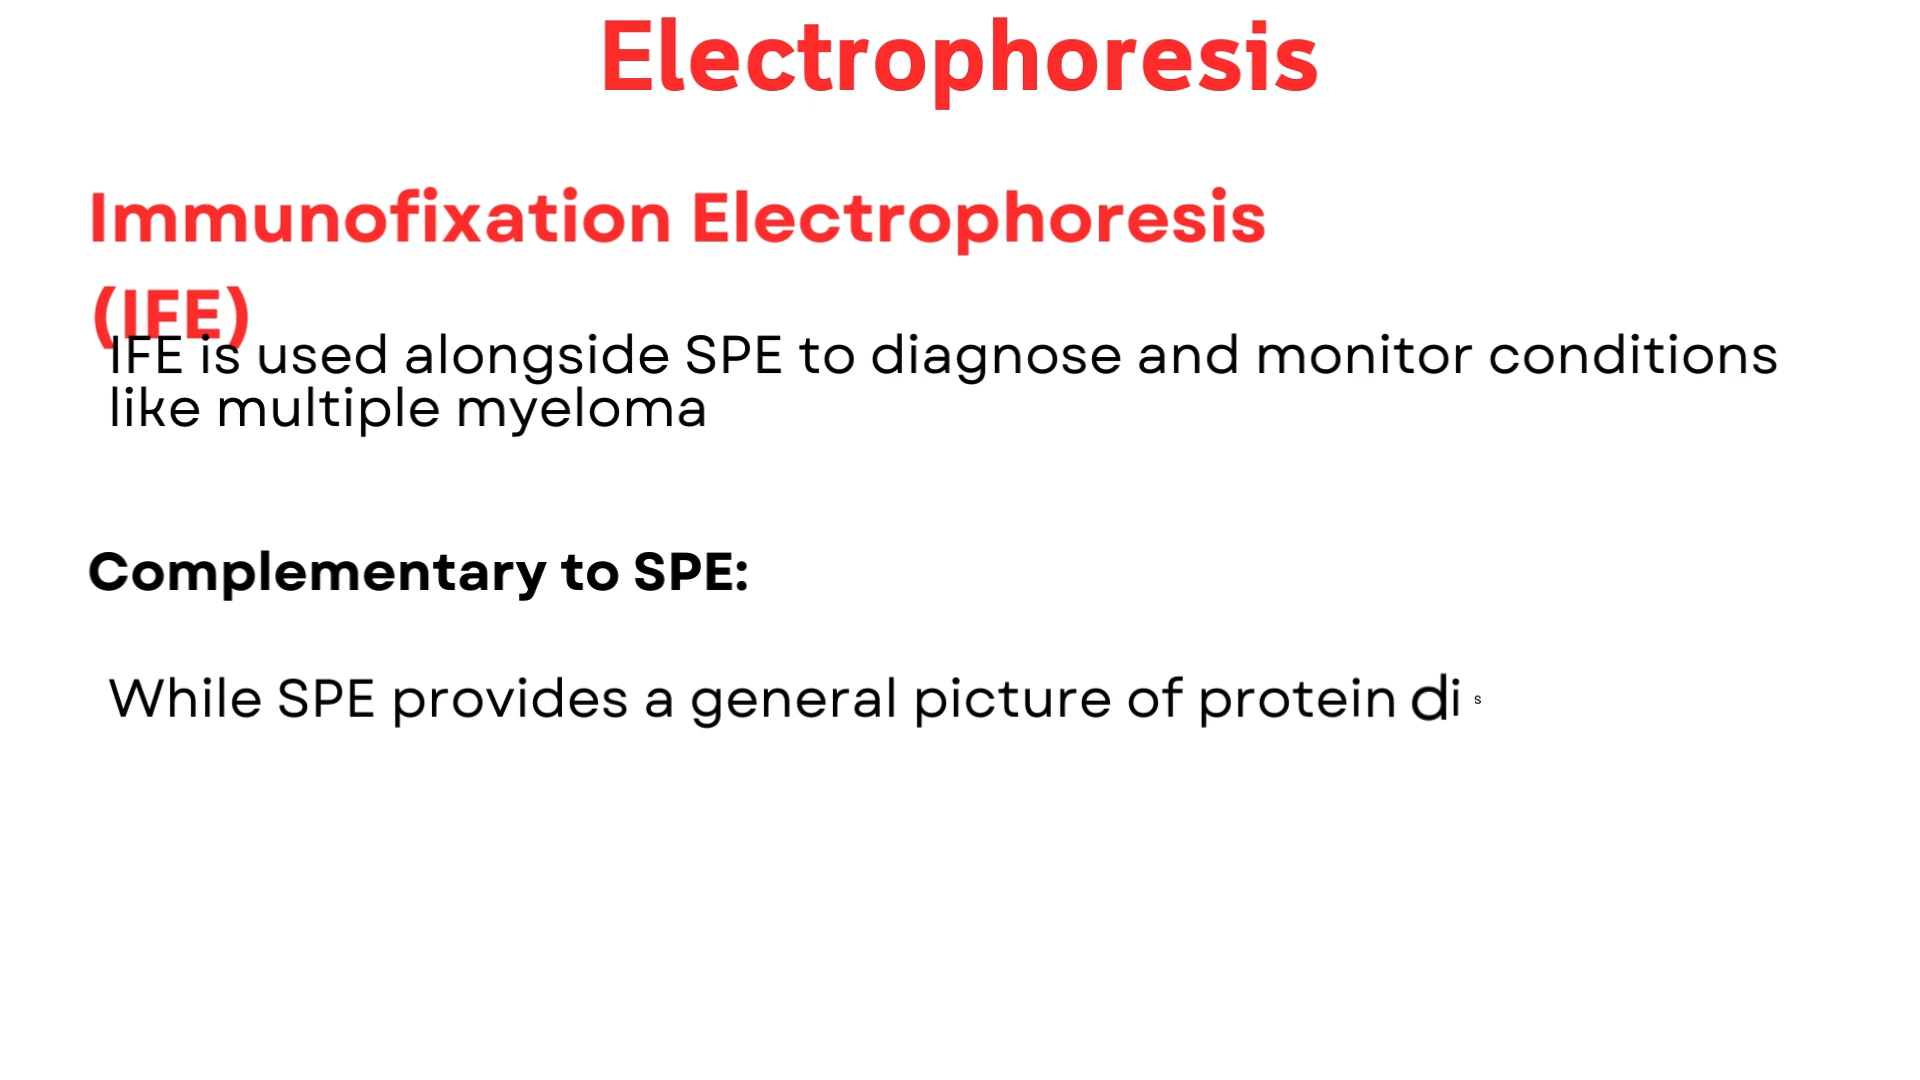 Electrophoresis
Immunofixation Electrophoresis
(IFE)
IFE is used alongside SPE to diagnose and monitor conditions
like multiple myeloma
Complementary to SPE:
While SPE provides a general picture of protein dis